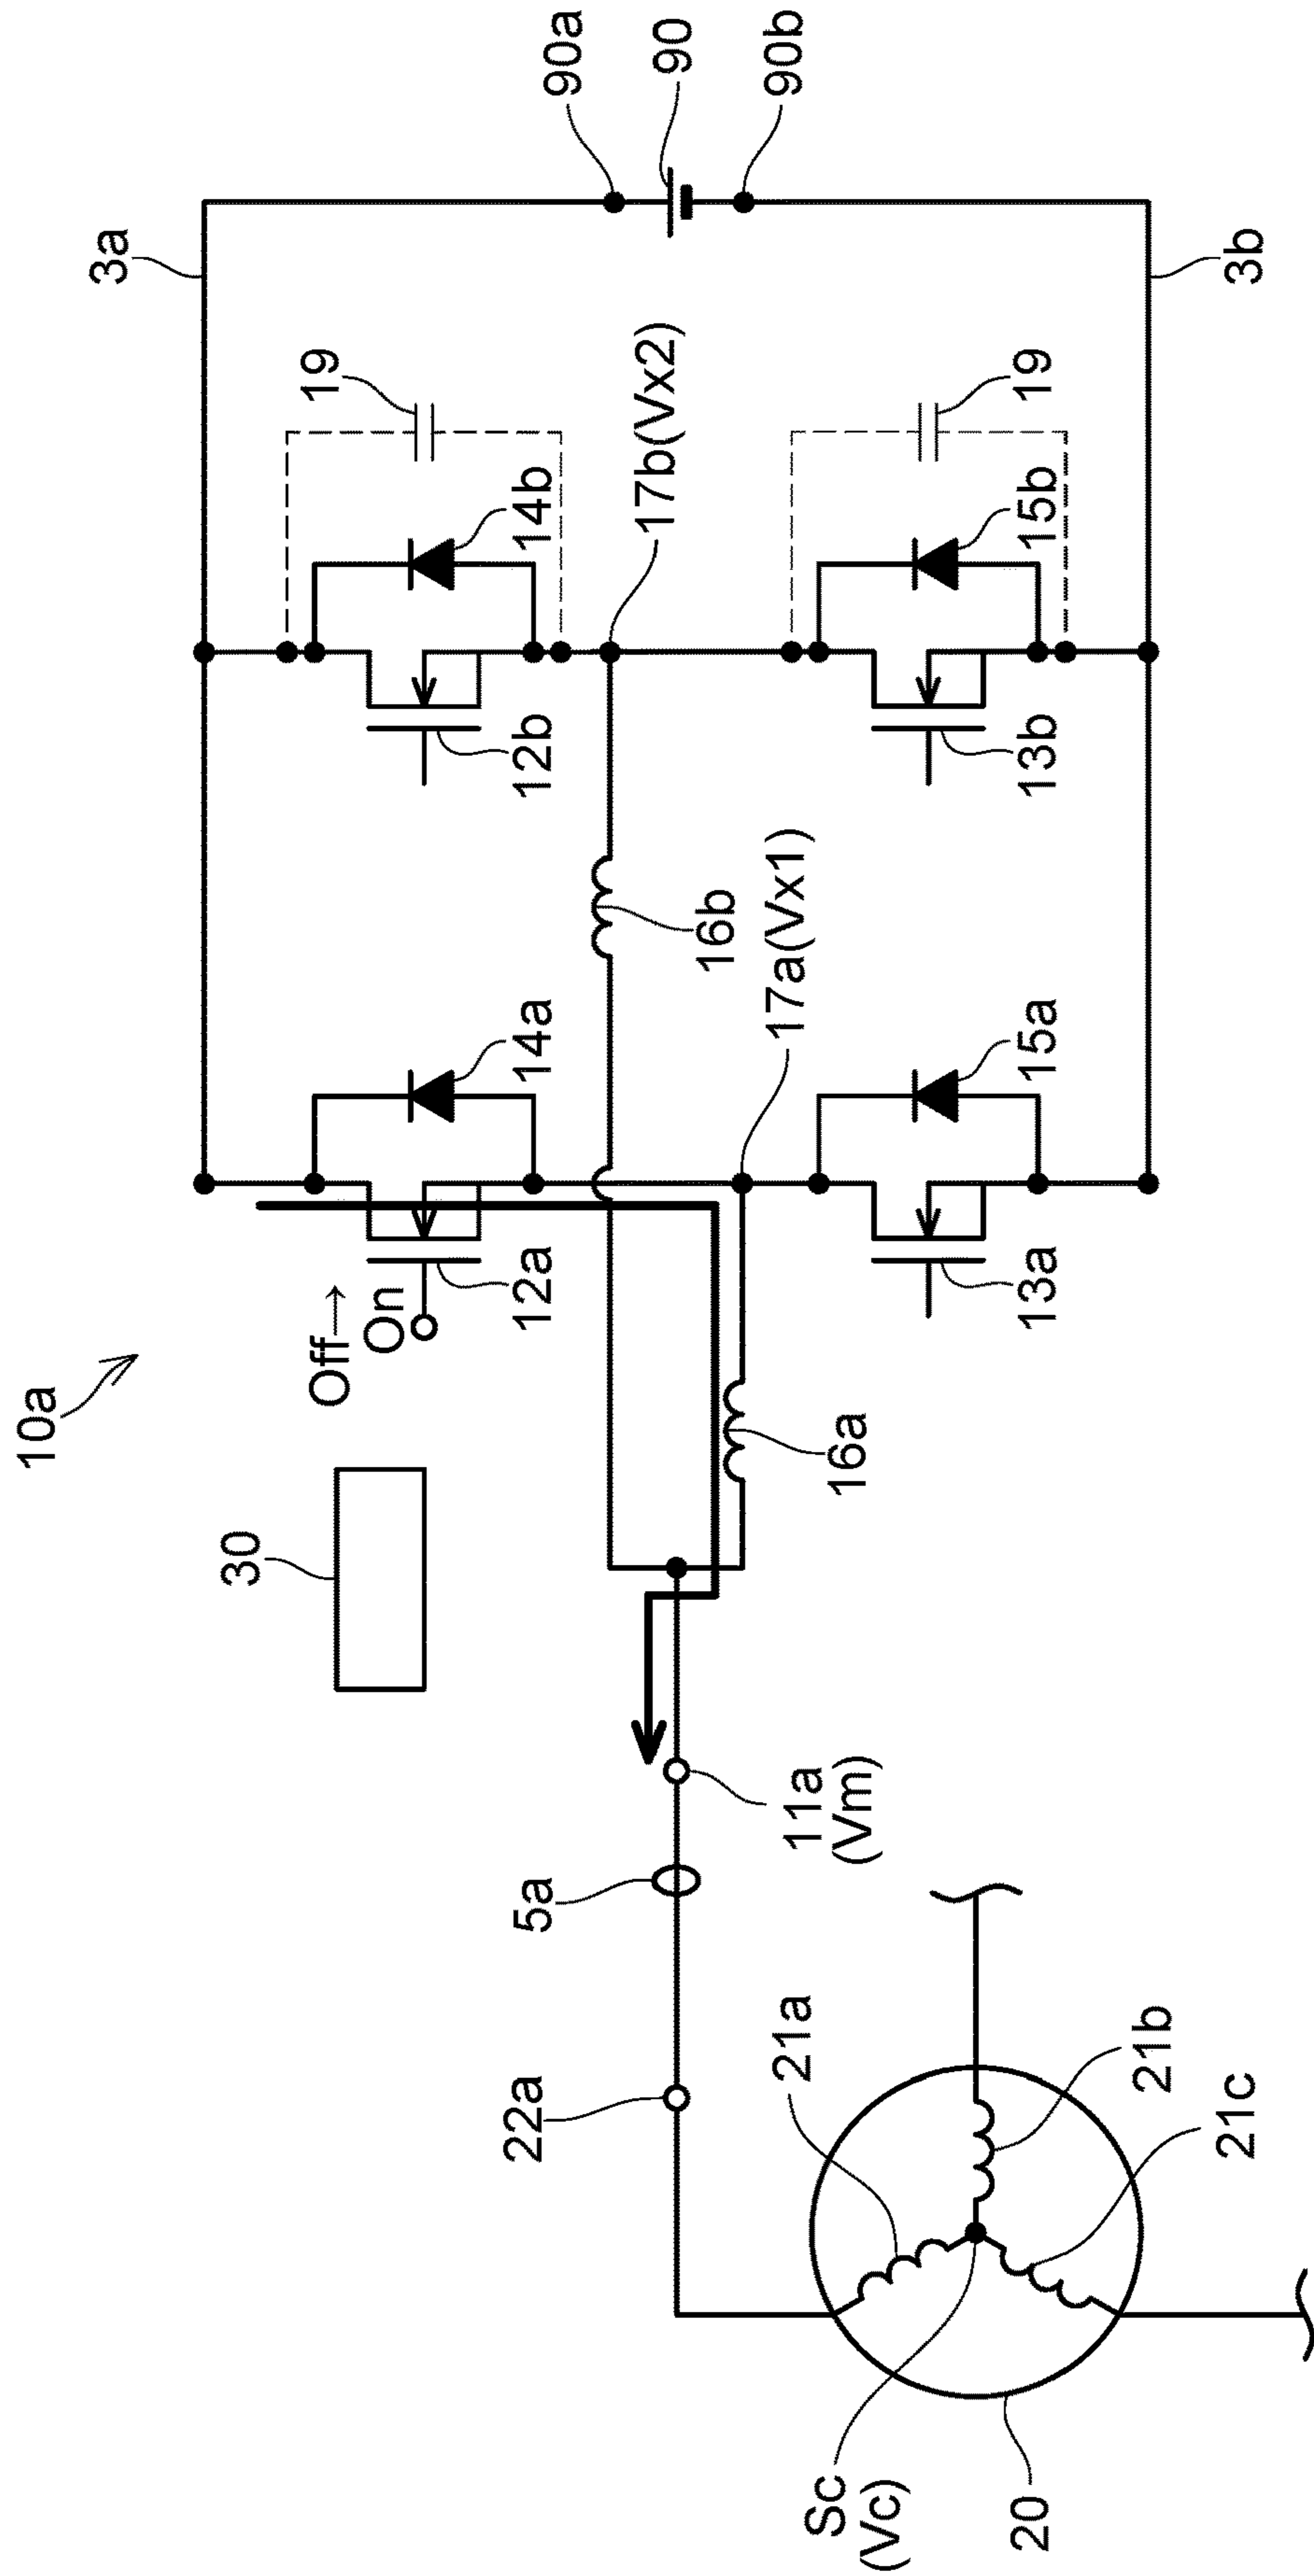 10a
3a
90a
90
90b
3b
19
19
14b
15b
17b(Vx2)
12b
13b
16b
17a(Vx1)
14a
15a
Off→
On
12a
13a
16a
30
11a
(Vm)
5a
22a
21a
21b
21c
Sc
(Vc)
20